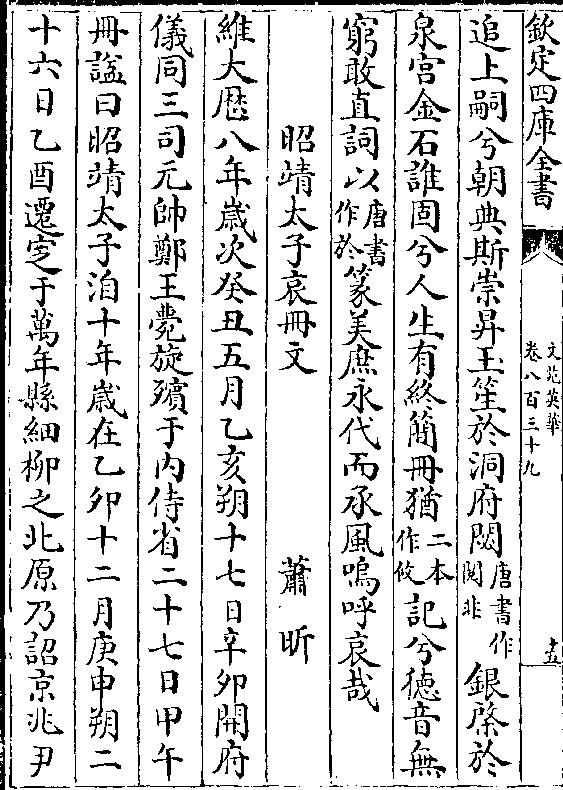 欽定四庫全書
文苑英華
卷八百三十九
十五
追上嗣兮朝典斯崇昇玉笙於洞府閟唐書作閱非銀棨於
泉宮金石誰固兮人生有終簡冊猶二本作攸記兮德音無
窮敢直詞以唐書作於篆美庶永代而承風嗚呼哀哉
昭靖太子哀冊文
蕭昕
維大歴八年歲次癸丑五月乙亥朔十七日辛卯開府
儀同三司元帥鄭王薨旋殯于内侍省二十七日甲午
冊諡曰昭靖太子洎十年歲在乙卯十二月庚申朔二
十六日乙酉遷窆于萬年縣細柳之北原乃詔京兆尹